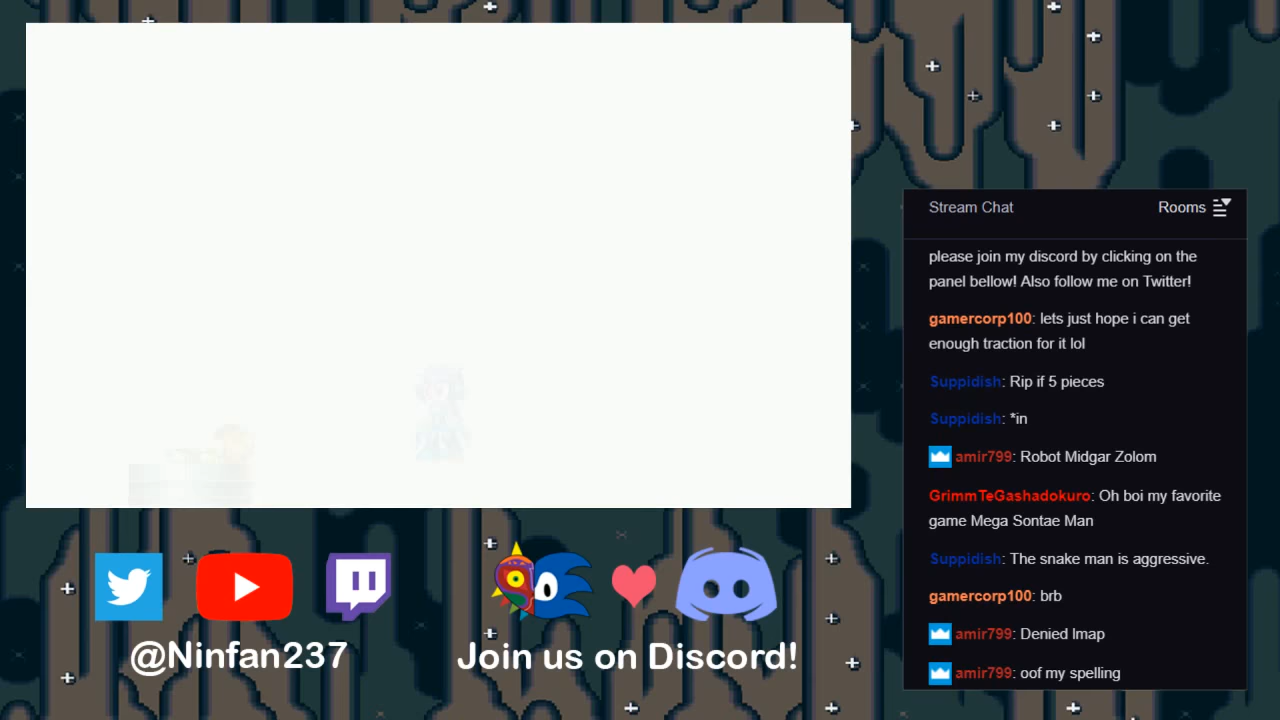 Stream Chat
Rooms
please join my discord by clicking on the
panel bellow! Also follow me on Twitter!
gamercorp100: lets just hope i can get
enough traction for it lol
Suppidish: Rip if 5 pieces
Suppidish: *in
amir799: Robot Midgar Zolom
GrimmTeGashadokuro: Oh boi my favorite
game Mega Sontae Man
Suppidish: The snake man is aggressive.
gamercorp100: brb
amir799: Denied lmap
amir799: oof my spelling
@Ninfan237
Join us on Discord!